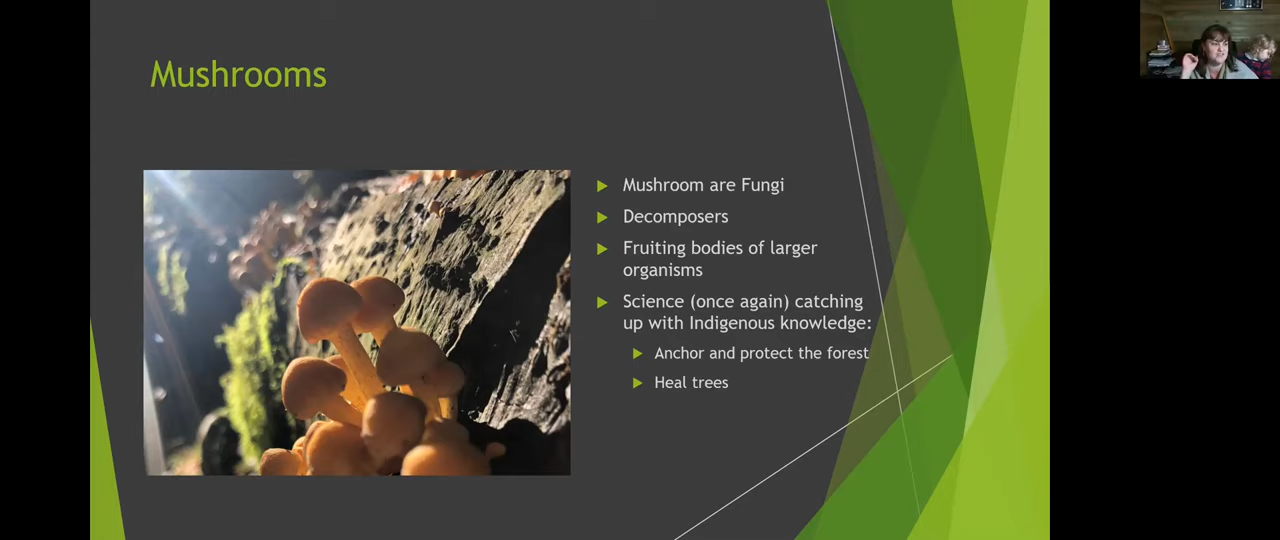 Mushrooms
Mushroom are Fungi
Decomposers
Fruiting bodies of larger
organisms
Science (once again) catching
up with Indigenous knowledge:
Anchor and protect the forest
Heal trees